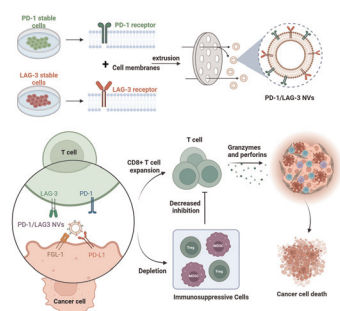 PD-1 stable
cells
PD-1 receptor
+
Cell membranes
extrusion
LAG-3 stable
cells
LAG-3 receptor
PD-1/LAG-3 NVs
T cell
LAG-3
PD-1
PD-1/LAG3 NVs
FGL-1
PD-L1
Cancer cell
CD8+ T cell
expansion
T cell
Granzymes
and perforins
Decreased
inhibition
Depletion
Treg
MDSC
MDSC
Treg
Immunosuppressive Cells
Cancer cell death